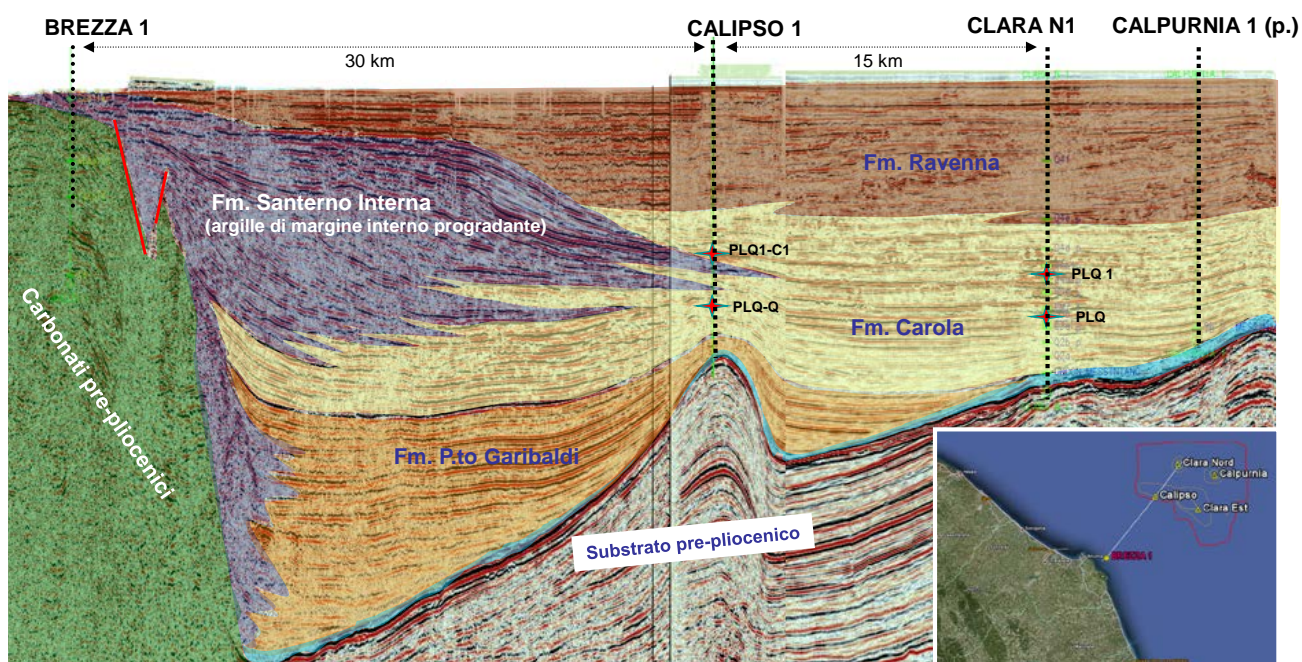 BREZZA 1
CALIPSO 1
CLARA N1
CALPURNIA 1 (p.)
30 km
15 km
Fm. Ravenna
Fm. Santerno Interna
(argille di margine interno progradante)
PLQ1-C1
PLQ 1
PLQ-Q
PLQ
Fm. Carola
Carbonati pre-pliocenici
Fm. P.to Garibaldi
Substrato pre-pliocenico
Clara Nord
Calpurnia
Calipso
Clara Est
BREZZA 1